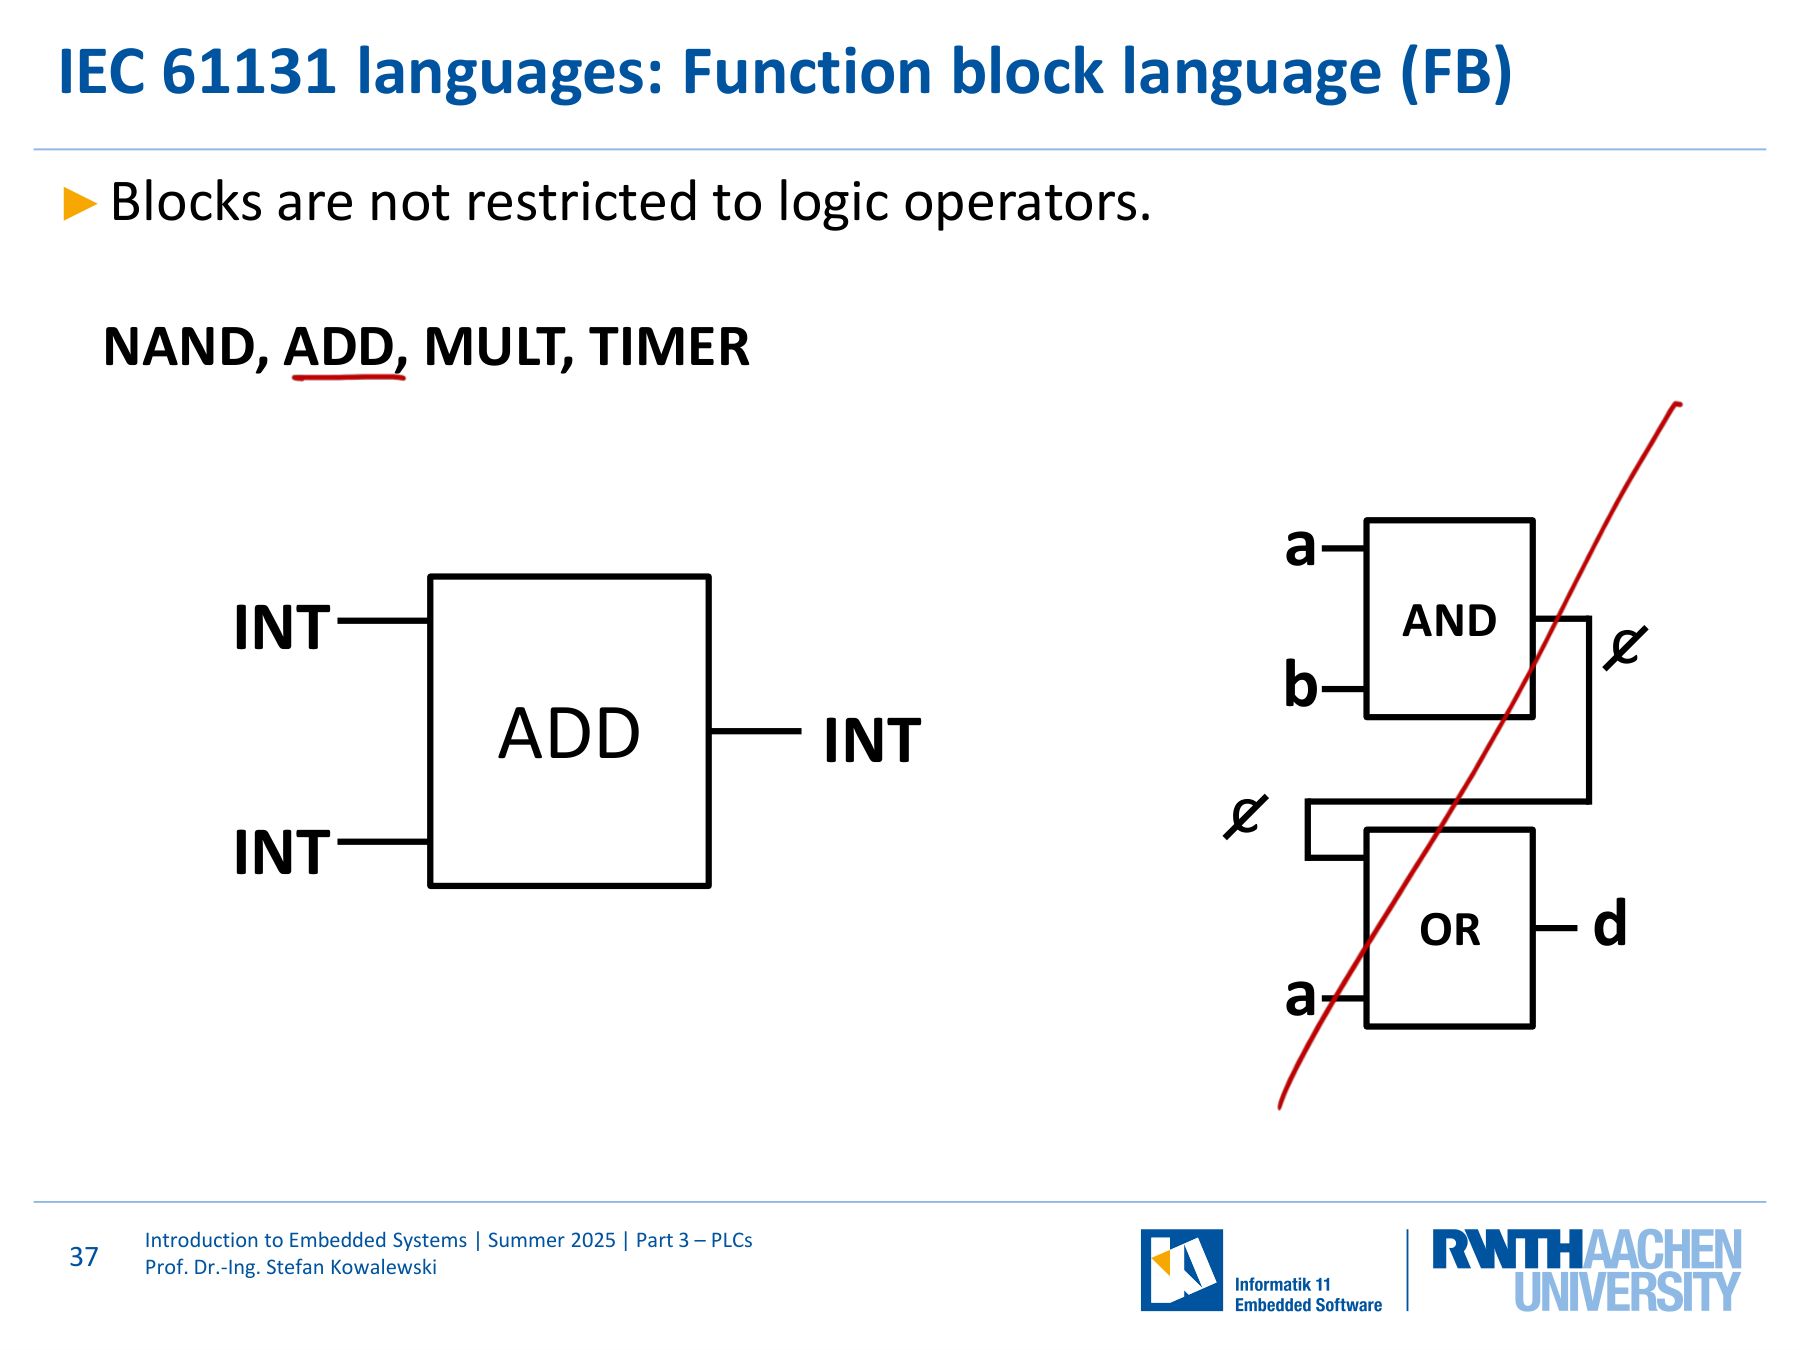 IEC 61131 languages: Function block language (FB)
Blocks are not restricted to logic operators.
NAND, ADD, MULT, TIMER
INT
INT
ADD
INT
a
b
AND
c
c
a
OR
d
37
Introduction to Embedded Systems | Summer 2025 | Part 3 – PLCs
Prof. Dr.-Ing. Stefan Kowalewski
Informatik 11
Embedded Software
RWTHAACHEN
UNIVERSITY